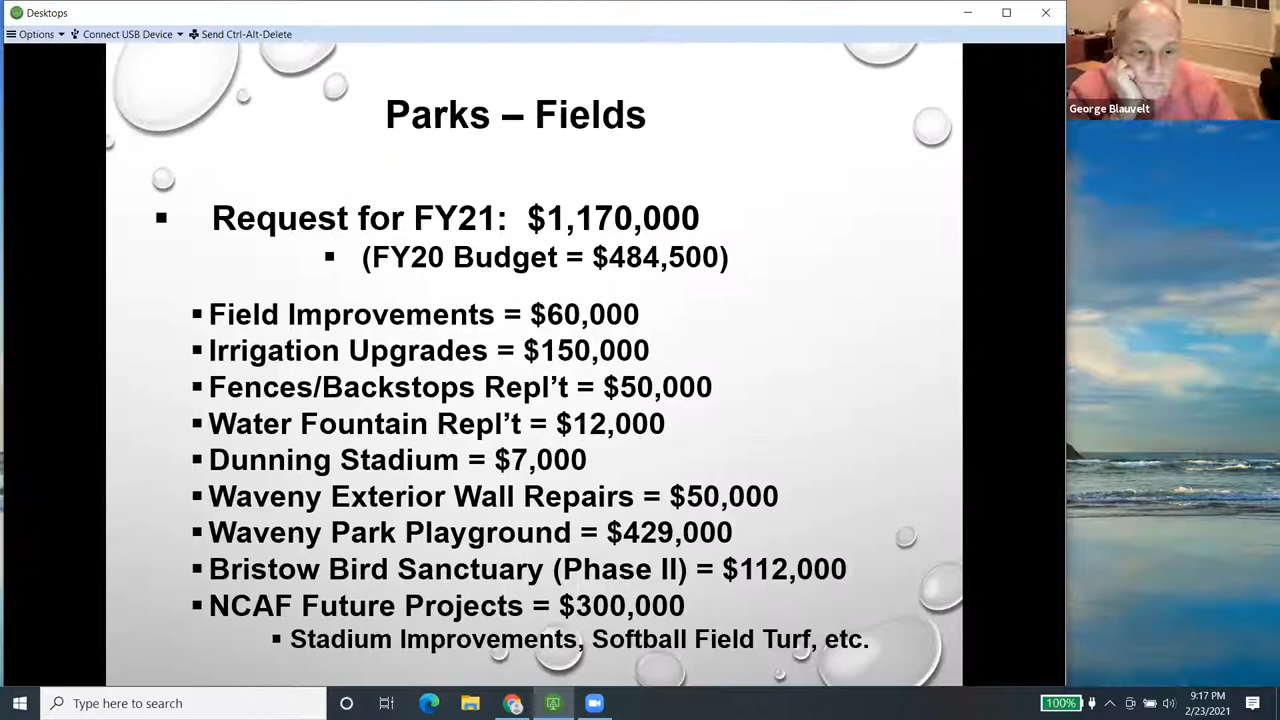 Desktops
Options Connect USB Device Send Ctrl-Alt-Delete
George Blauvelt
Parks – Fields
▪ Request for FY21: $1,170,000
▪ (FY20 Budget = $484,500)
▪ Field Improvements = $60,000
▪ Irrigation Upgrades = $150,000
▪ Fences/Backstops Repl’t = $50,000
▪ Water Fountain Repl’t = $12,000
▪ Dunning Stadium = $7,000
▪ Waveny Exterior Wall Repairs = $50,000
▪ Waveny Park Playground = $429,000
▪ Bristow Bird Sanctuary (Phase II) = $112,000
▪ NCAF Future Projects = $300,000
▪ Stadium Improvements, Softball Field Turf, etc.
Type here to search
100%
9:17 PM
2/23/2021